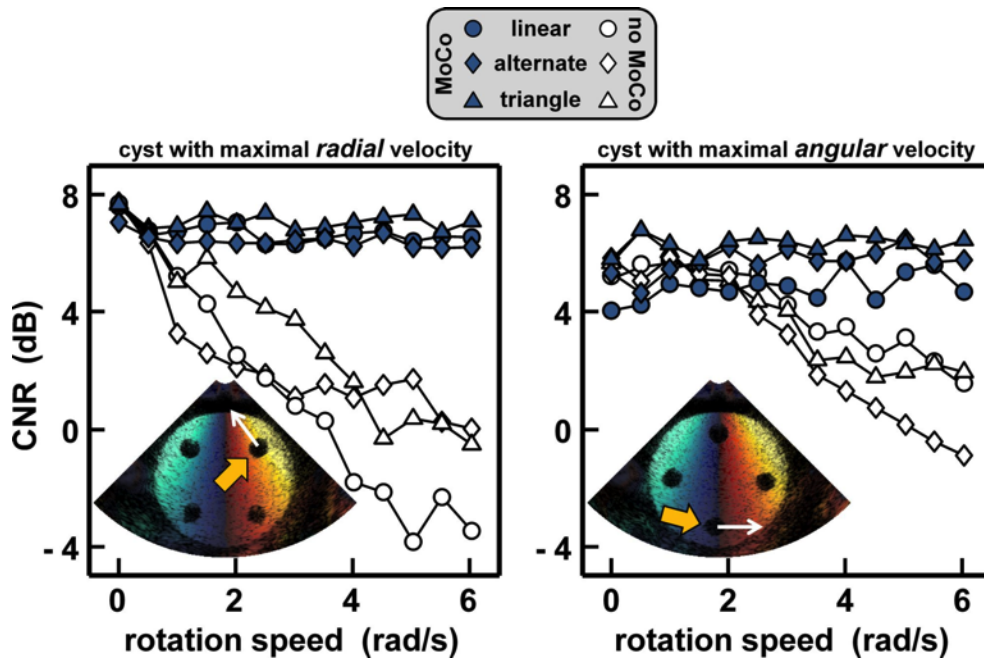 MoCo
linear
alternate
triangle
no MoCo
cyst with maximal radial velocity
cyst with maximal angular velocity
CNR (dB)
8
4
0
- 4
0 2 4 6
rotation speed (rad/s)
8
4
0
- 4
0 2 4 6
rotation speed (rad/s)